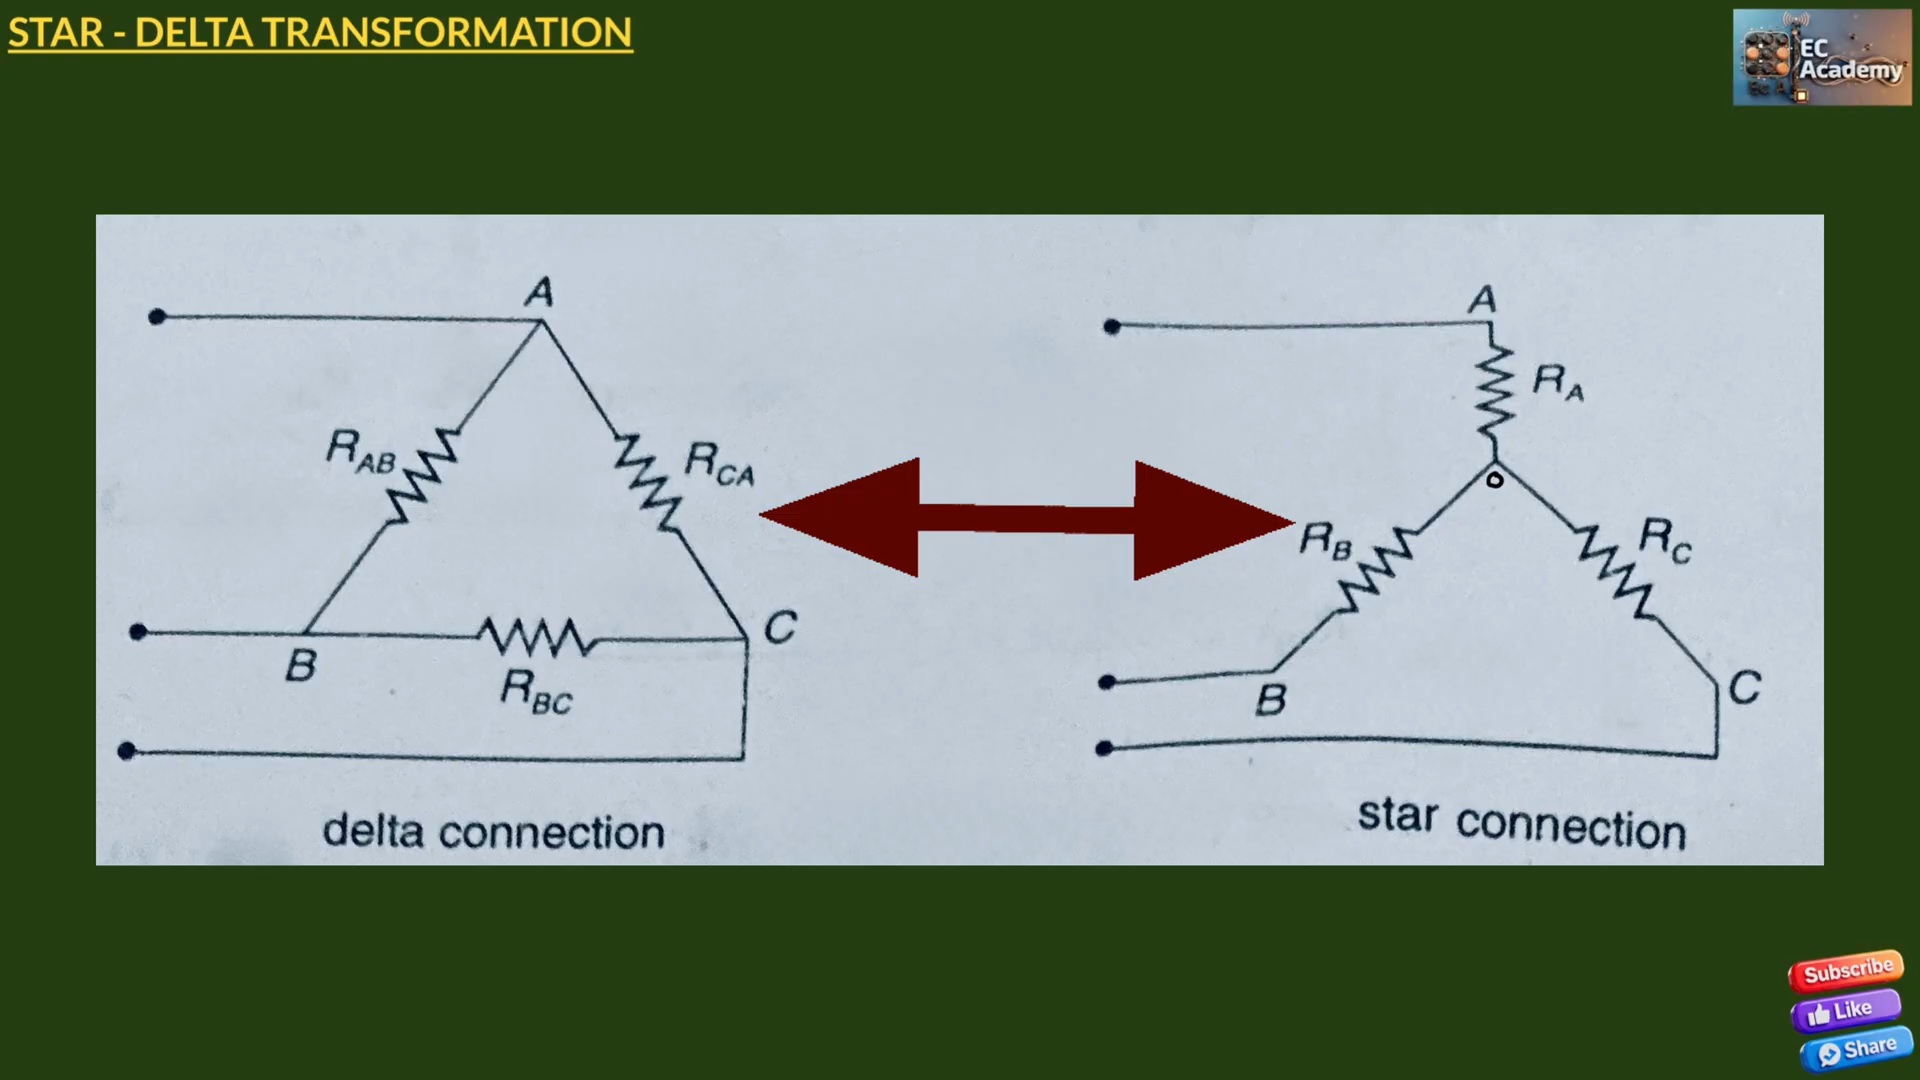 STAR - DELTA TRANSFORMATION
EC
Academy
A
R_AB
R_CA
B
C
R_BC
delta connection
A
R_A
R_B
R_C
B
C
star connection
Subscribe
Like
Share